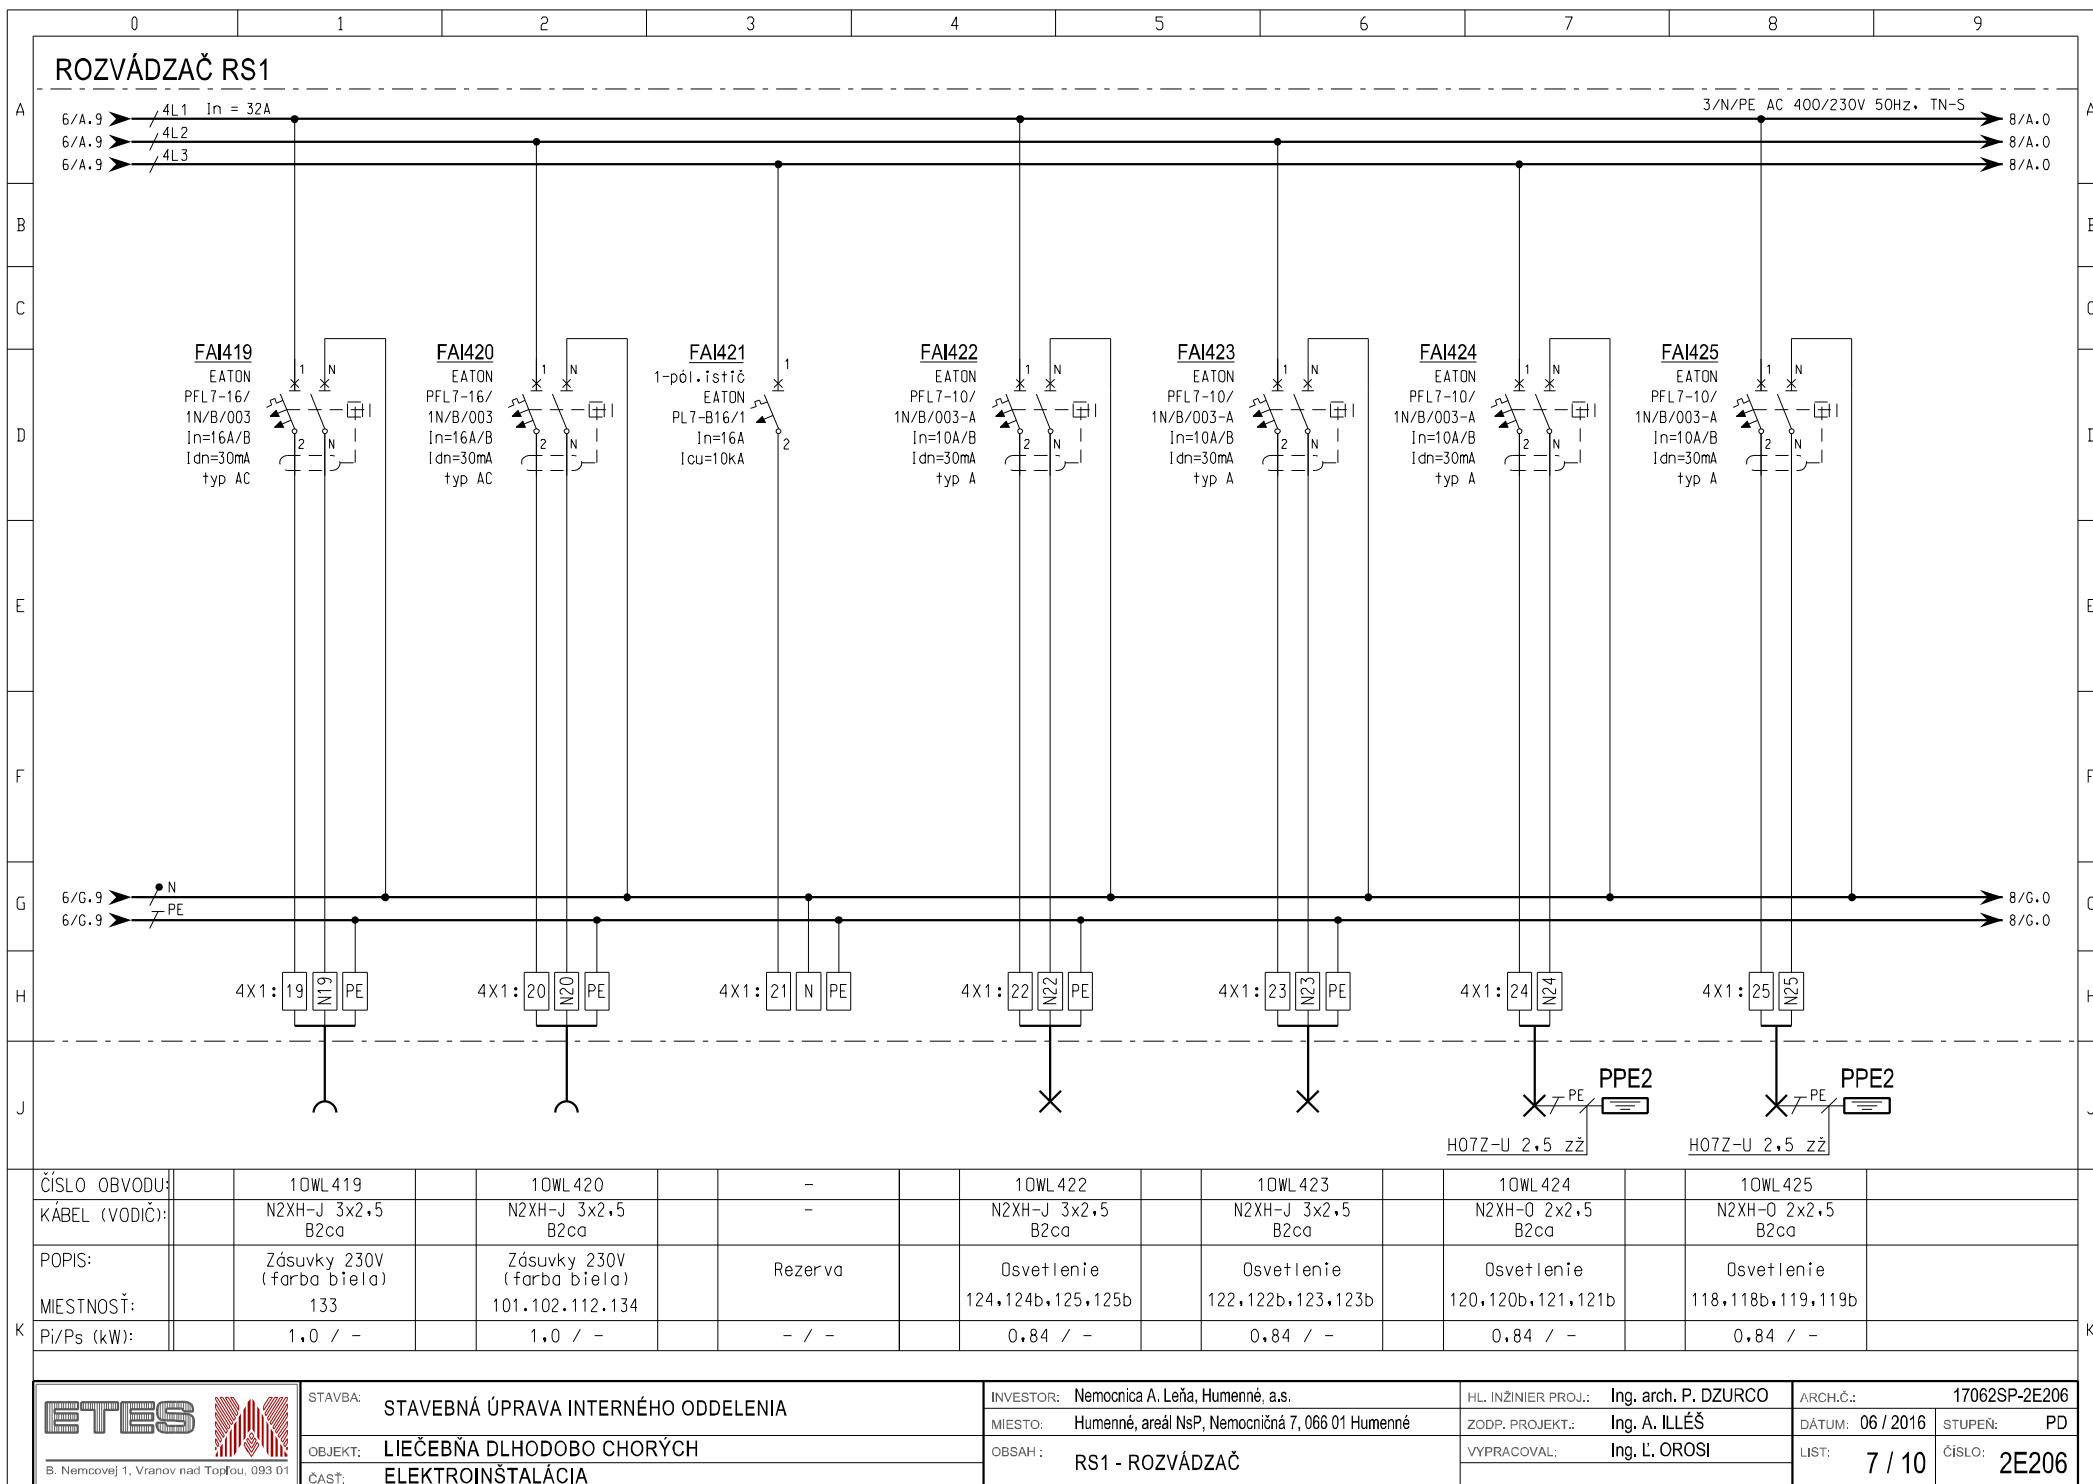 0 1 2 3 4 5 6 7 8 9
ROZVÁDZAČ RS1
A
6/A.9 4L1 In = 32A 3/N/PE AC 400/230V 50Hz, TN-S 8/A.0
6/A.9 4L2 8/A.0
6/A.9 4L3 8/A.0
B
C
D
E
F
FAI419
EATON
PFL7-16/
1N/B/003
In=16A/B
Idn=30mA
typ AC
1 N
2 N
FAI420
EATON
PFL7-16/
1N/B/003
In=16A/B
Idn=30mA
typ AC
1 N
2 N
FAI421
1-pól.istič
EATON
PL7-B16/1
In=16A
Icu=10kA
1
2
FAI422
EATON
PFL7-10/
1N/B/003-A
In=10A/B
Idn=30mA
typ A
1 N
2 N
FAI423
EATON
PFL7-10/
1N/B/003-A
In=10A/B
Idn=30mA
typ A
1 N
2 N
FAI424
EATON
PFL7-10/
1N/B/003-A
In=10A/B
Idn=30mA
typ A
1 N
2 N
FAI425
EATON
PFL7-10/
1N/B/003-A
In=10A/B
Idn=30mA
typ A
1 N
2 N
G
6/G.9 N 8/G.0
6/G.9 PE 8/G.0
H
4X1: 19 N19 PE
4X1: 20 N20 PE
4X1: 21 N PE
4X1: 22 N22 PE
4X1: 23 N23 PE
4X1: 24 N24
4X1: 25 N25
J
PE PPE2
H07Z-U 2,5 zž
PE PPE2
H07Z-U 2,5 zž
K
ČÍSLO OBVODU: 10WL419 10WL420 - 10WL422 10WL423 10WL424 10WL425
KÁBEL (VODIČ): N2XH-J 3x2,5 N2XH-J 3x2,5 - N2XH-J 3x2,5 N2XH-J 3x2,5 N2XH-O 2x2,5 N2XH-O 2x2,5
B2ca B2ca B2ca B2ca B2ca B2ca
POPIS: Zásuvky 230V Zásuvky 230V Rezerva Osvetlenie Osvetlenie Osvetlenie Osvetlenie
(farba biela) (farba biela)
MIESTNOSŤ: 133 101.102.112.134 124,124b,125,125b 122,122b,123,123b 120,120b,121,121b 118,118b,119,119b
Pi/Ps (kW): 1,0 / - 1,0 / - - / - 0,84 / - 0,84 / - 0,84 / - 0,84 / -
ETES
B. Nemcovej 1, Vranov nad Topľou, 093 01
STAVBA: STAVEBNÁ ÚPRAVA INTERNÉHO ODDELENIA
OBJEKT: LIEČEBŇA DLHODOBO CHORÝCH
ČASŤ: ELEKTROINŠTALÁCIA
INVESTOR: Nemocnica A. Leňa, Humenné, a.s.
MIESTO: Humenné, areál NsP, Nemocničná 7, 066 01 Humenné
OBSAH : RS1 - ROZVÁDZAČ
HL. INŽINIER PROJ.: Ing. arch. P. DZURCO
ZODP. PROJEKT.: Ing. A. ILLÉŠ
VYPRACOVAL: Ing. Ľ. OROSI
ARCH.Č.: 17062SP-2E206
DÁTUM: 06 / 2016 STUPEŇ: PD
LIST: 7 / 10 ČÍSLO: 2E206